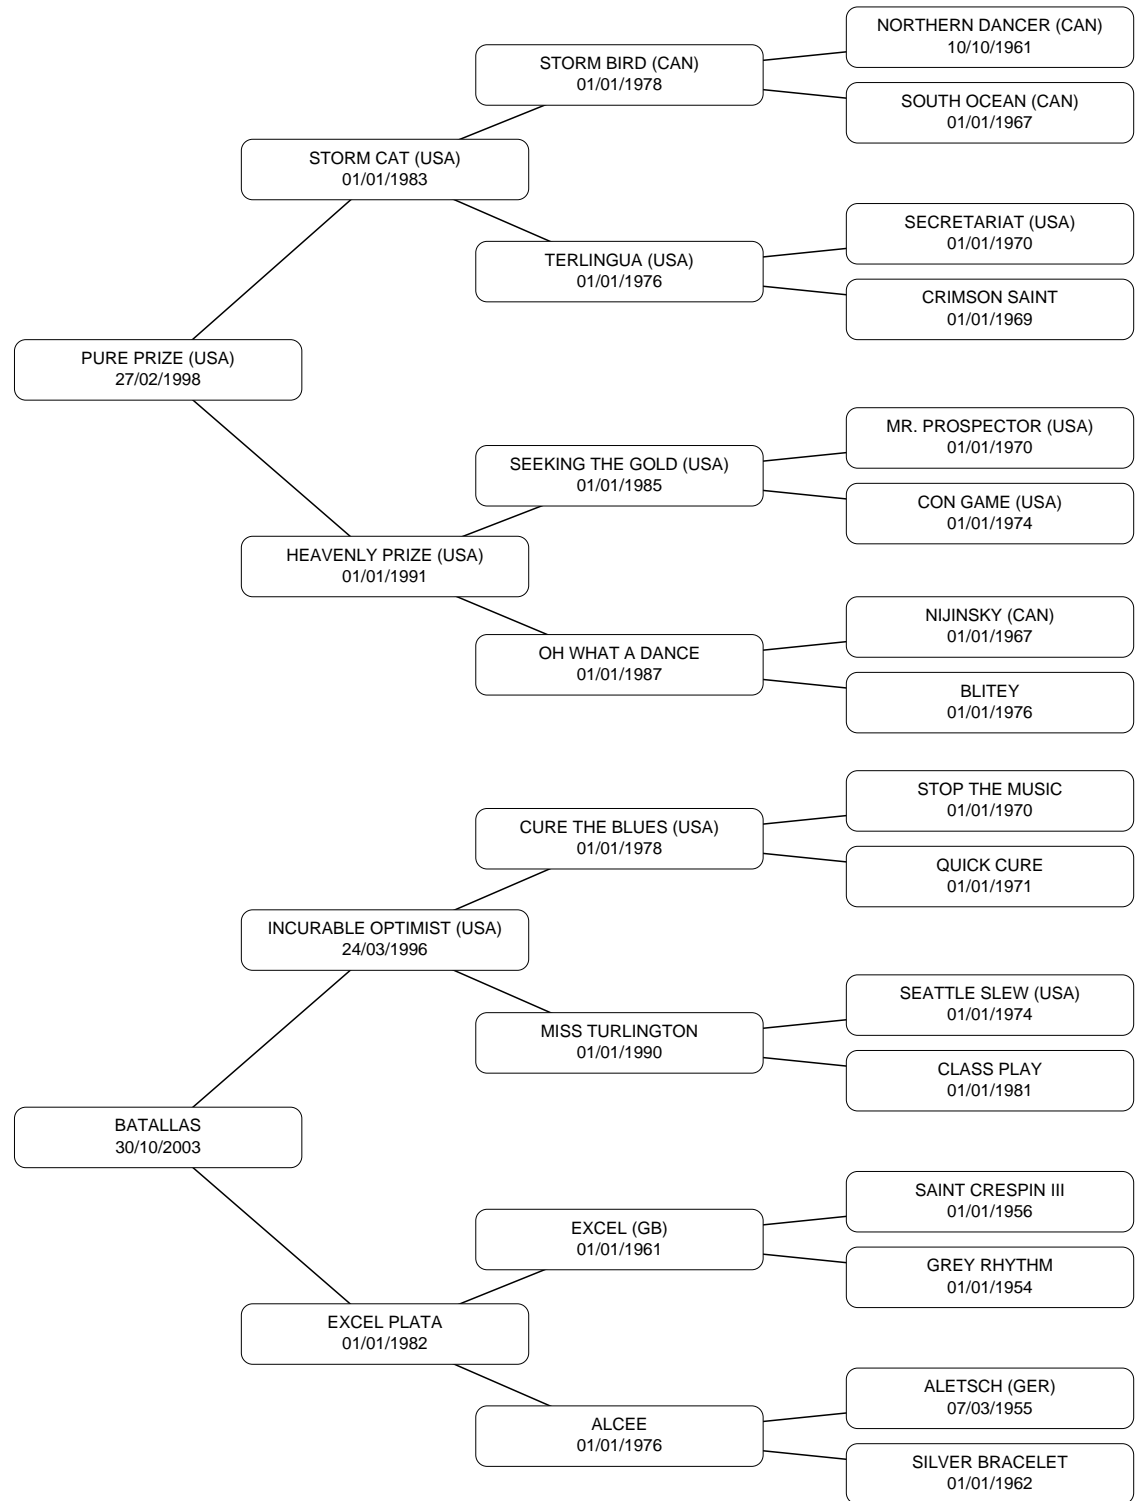 NORTHERN DANCER (CAN)
10/10/1961
STORM BIRD (CAN)
01/01/1978
SOUTH OCEAN (CAN)
01/01/1967
STORM CAT (USA)
01/01/1983
SECRETARIAT (USA)
01/01/1970
TERLINGUA (USA)
01/01/1976
CRIMSON SAINT
01/01/1969
PURE PRIZE (USA)
27/02/1998
MR. PROSPECTOR (USA)
01/01/1970
SEEKING THE GOLD (USA)
01/01/1985
CON GAME (USA)
01/01/1974
HEAVENLY PRIZE (USA)
01/01/1991
NIJINSKY (CAN)
01/01/1967
OH WHAT A DANCE
01/01/1987
BLITEY
01/01/1976
STOP THE MUSIC
01/01/1970
CURE THE BLUES (USA)
01/01/1978
QUICK CURE
01/01/1971
INCURABLE OPTIMIST (USA)
24/03/1996
SEATTLE SLEW (USA)
01/01/1974
MISS TURLINGTON
01/01/1990
CLASS PLAY
01/01/1981
BATALLAS
30/10/2003
SAINT CRESPIN III
01/01/1956
EXCEL (GB)
01/01/1961
GREY RHYTHM
01/01/1954
EXCEL PLATA
01/01/1982
ALETSCH (GER)
07/03/1955
ALCEE
01/01/1976
SILVER BRACELET
01/01/1962